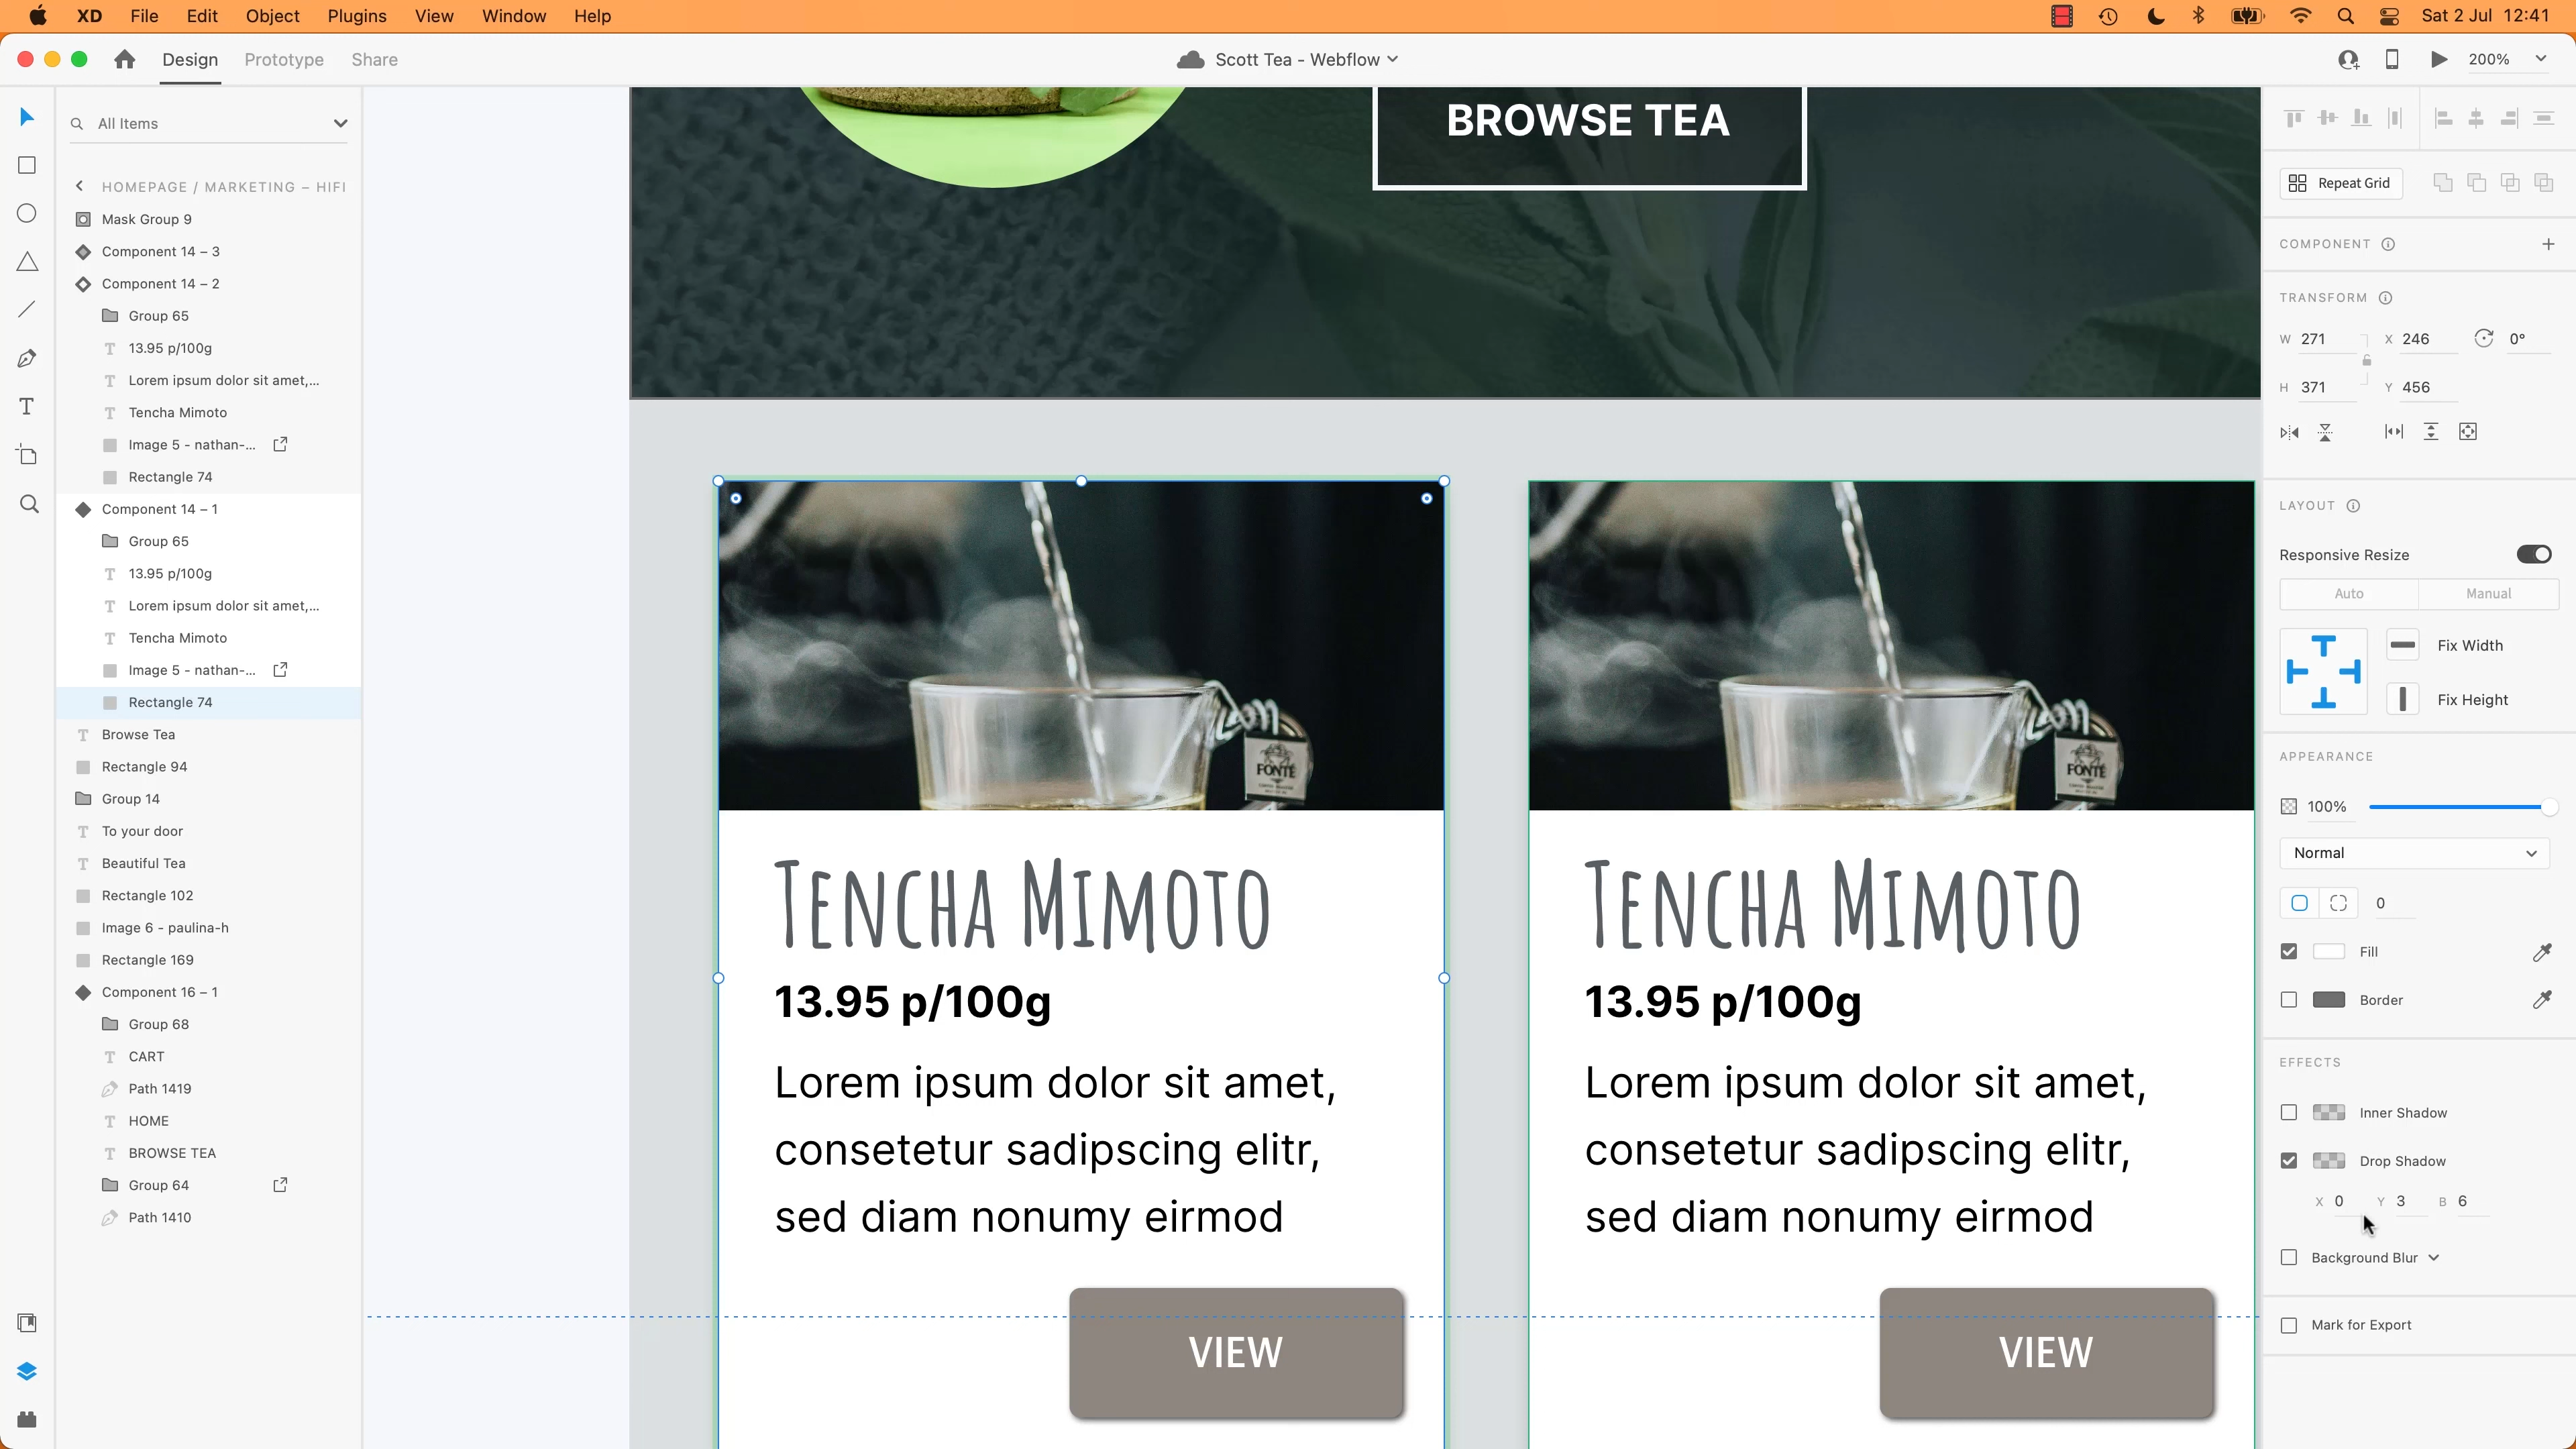 XD File Edit Object Plugins View Window Help Sat 2 Jul 12:41
Design Prototype Share Scott Tea - Webflow 200%
All Items
HOMEPAGE / MARKETING – HIFI
Mask Group 9
Component 14 – 3
Component 14 – 2
Group 65
13.95 p/100g
Lorem ipsum dolor sit amet,...
Tencha Mimoto
Image 5 - nathan-...
Rectangle 74
Component 14 – 1
Group 65
13.95 p/100g
Lorem ipsum dolor sit amet,...
Tencha Mimoto
Image 5 - nathan-...
Rectangle 74
Browse Tea
Rectangle 94
Group 14
To your door
Beautiful Tea
Rectangle 102
Image 6 - paulina-h
Rectangle 169
Component 16 – 1
Group 68
CART
Path 1419
HOME
BROWSE TEA
Group 64
Path 1410
BROWSE TEA
FONTÉ
Tencha Mimoto
13.95 p/100g
Lorem ipsum dolor sit amet,
consetetur sadipscing elitr,
sed diam nonumy eirmod
VIEW
FONTÉ
Tencha Mimoto
13.95 p/100g
Lorem ipsum dolor sit amet,
consetetur sadipscing elitr,
sed diam nonumy eirmod
VIEW
Repeat Grid
COMPONENT
TRANSFORM
W 271 X 246 0°
H 371 Y 456
LAYOUT
Responsive Resize
Auto Manual
Fix Width
Fix Height
APPEARANCE
100%
Normal
0
Fill
Border
EFFECTS
Inner Shadow
Drop Shadow
X 0 Y 3 B 6
Background Blur
Mark for Export